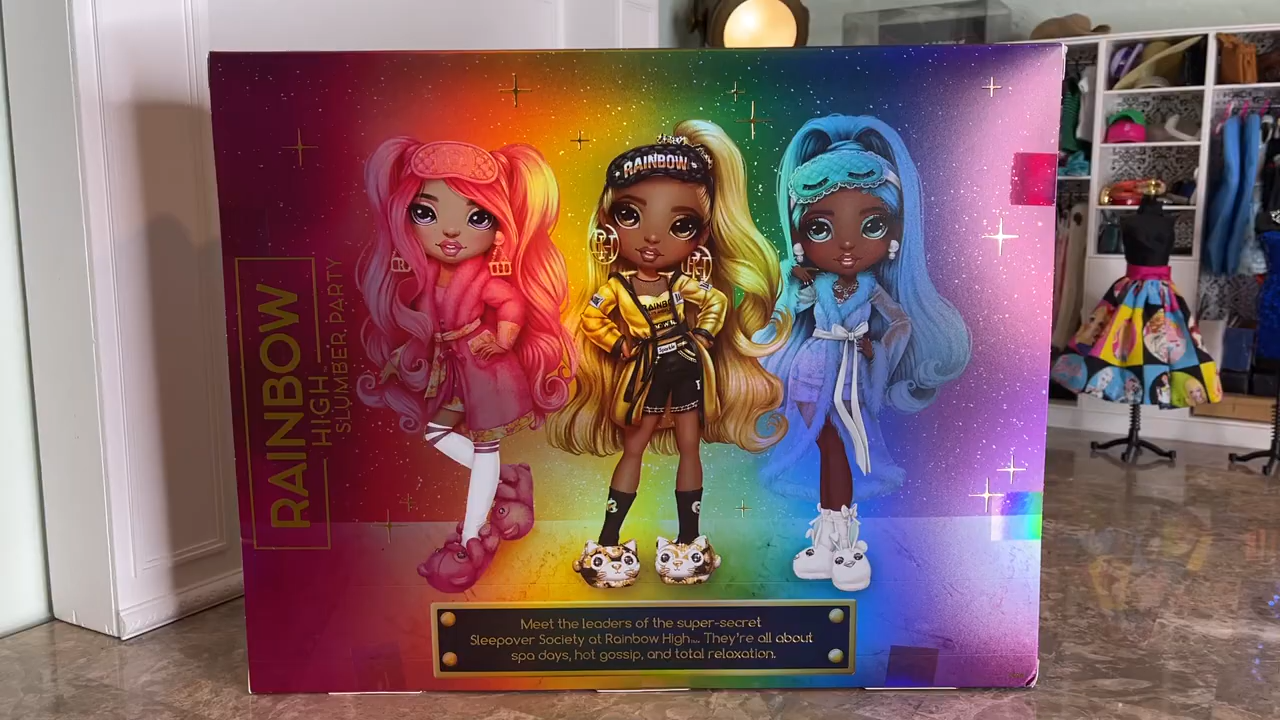 RAINBOW
HIGH
SLUMBER PARTY
RAINBOW
RAINBOW
Meet the leaders of the super-secret
Sleepover Society at Rainbow High.... They're all about
spa days, hot gossip, and total relaxation.